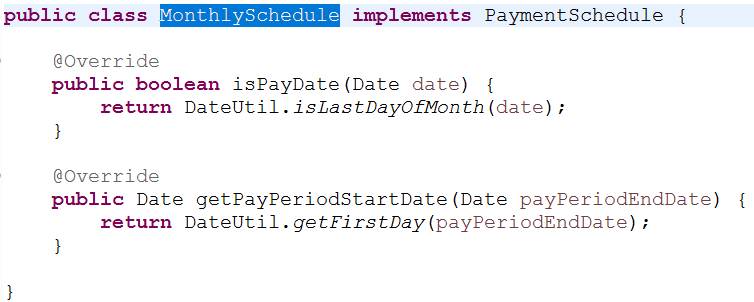 public class MonthlySchedule implements PaymentSchedule {
@Override
public boolean isPayDate(Date date) {
return DateUtil.isLastDayOfMonth(date);
}
@Override
public Date getPayPeriodStartDate(Date payPeriodEndDate) {
return DateUtil.getFirstDay(payPeriodEndDate);
}
}